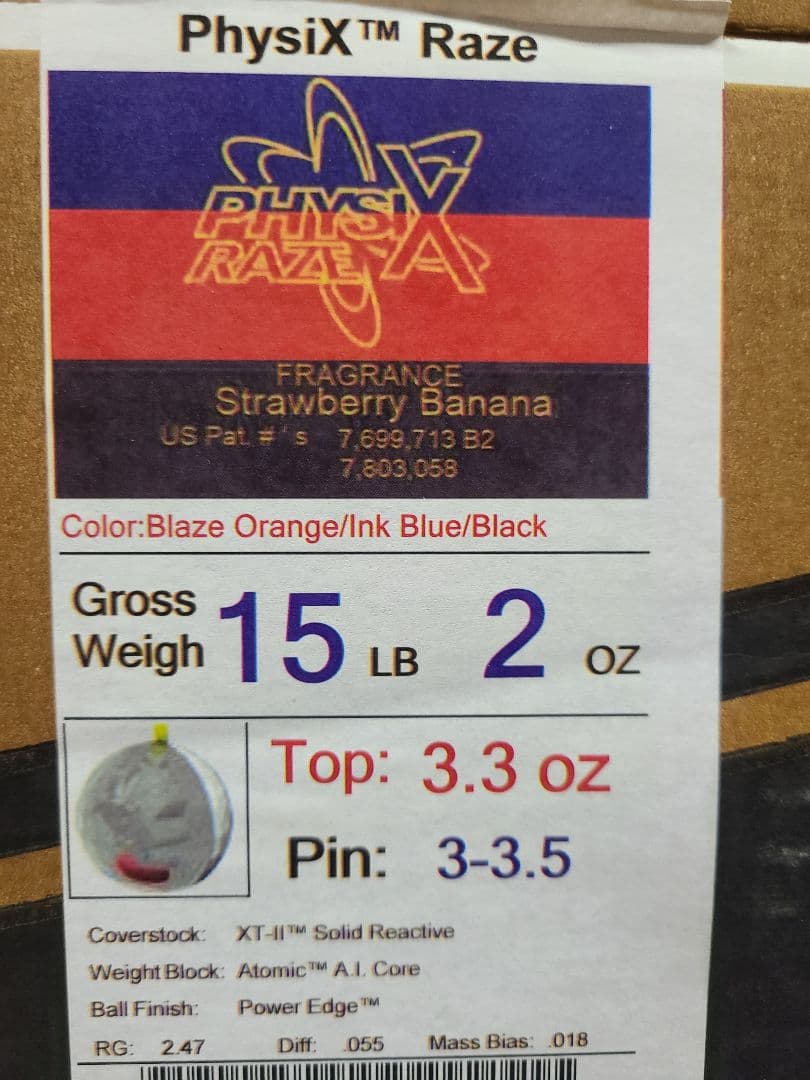 PhysiX™ Raze
PHYSIX
RAZE
FRAGRANCE
Strawberry Banana
US Pat. #'s 7,699,713 B2
7,803,058
Color:Blaze Orange/Ink Blue/Black
Gross
Weigh 15 LB 2 oz
Top: 3.3 oz
Pin: 3-3.5
Coverstock: XT-II™ Solid Reactive
Weight Block: Atomic™ A.I. Core
Ball Finish: Power Edge™
RG: 2.47 Diff: .055 Mass Bias: .018